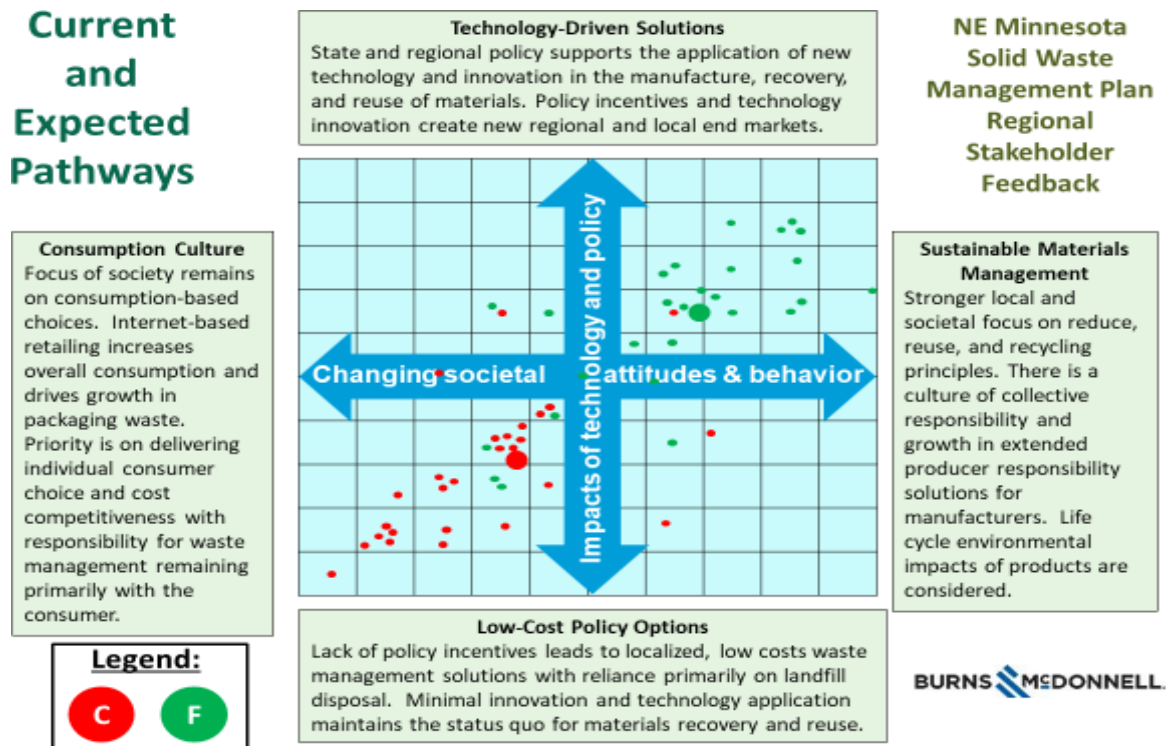 Current
and
Expected
Pathways
Technology-Driven Solutions
State and regional policy supports the application of new
technology and innovation in the manufacture, recovery,
and reuse of materials. Policy incentives and technology
innovation create new regional and local end markets.
NE Minnesota
Solid Waste
Management Plan
Regional
Stakeholder
Feedback
Consumption Culture
Focus of society remains
on consumption-based
choices. Internet-based
retailing increases
overall consumption and
drives growth in
packaging waste.
Priority is on delivering
individual consumer
choice and cost
competitiveness with
responsibility for waste
management remaining
primarily with the
consumer.
Changing societal attitudes & behavior
Impacts of technology and policy
Sustainable Materials
Management
Stronger local and
societal focus on reduce,
reuse, and recycling
principles. There is a
culture of collective
responsibility and
growth in extended
producer responsibility
solutions for
manufacturers. Life
cycle environmental
impacts of products are
considered.
Low-Cost Policy Options
Lack of policy incentives leads to localized, low costs waste
management solutions with reliance primarily on landfill
disposal. Minimal innovation and technology application
maintains the status quo for materials recovery and reuse.
Legend:
C F
BURNS McDONNELL.